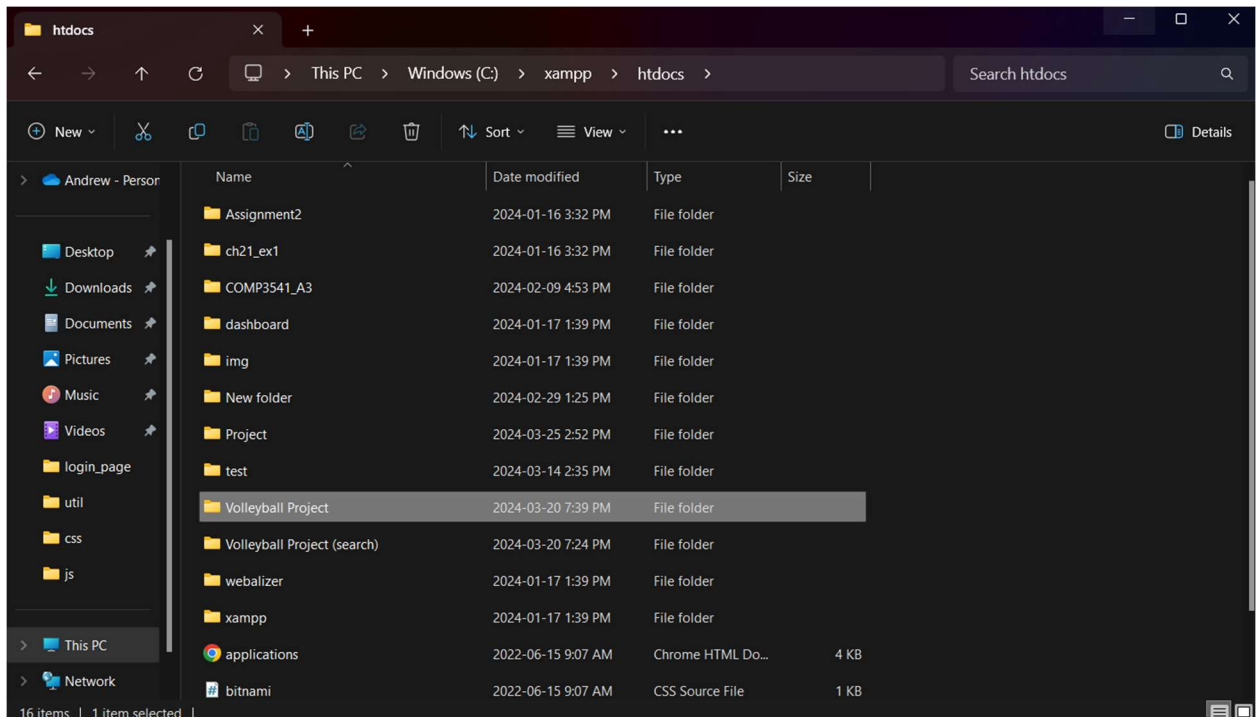 htdocs
This PC > Windows (C:) > xampp > htdocs >
Search htdocs
New
Sort
View
Details
Name Date modified Type Size
Andrew - Person
Desktop
Downloads
Documents
Pictures
Music
Videos
login_page
util
css
js
This PC
Network
Assignment2 2024-01-16 3:32 PM File folder
ch21_ex1 2024-01-16 3:32 PM File folder
COMP3541_A3 2024-02-09 4:53 PM File folder
dashboard 2024-01-17 1:39 PM File folder
img 2024-01-17 1:39 PM File folder
New folder 2024-02-29 1:25 PM File folder
Project 2024-03-25 2:52 PM File folder
test 2024-03-14 2:35 PM File folder
Volleyball Project 2024-03-20 7:39 PM File folder
Volleyball Project (search) 2024-03-20 7:24 PM File folder
webalizer 2024-01-17 1:39 PM File folder
xampp 2024-01-17 1:39 PM File folder
applications 2022-06-15 9:07 AM Chrome HTML Do... 4 KB
bitnami 2022-06-15 9:07 AM CSS Source File 1 KB
16 items | 1 item selected |